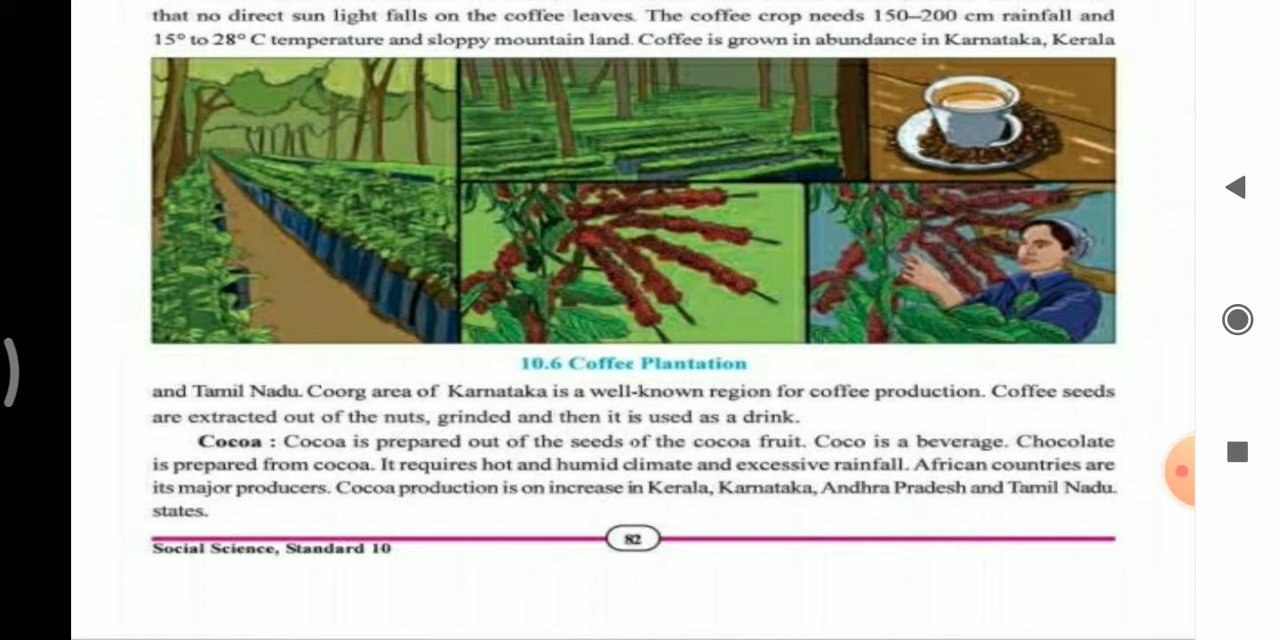 that no direct sun light falls on the coffee leaves. The coffee crop needs 150–200 cm rainfall and
15° to 28° C temperature and sloppy mountain land. Coffee is grown in abundance in Karnataka, Kerala
10.6 Coffee Plantation
and Tamil Nadu. Coorg area of Karnataka is a well-known region for coffee production. Coffee seeds
are extracted out of the nuts, grinded and then it is used as a drink.
Cocoa : Cocoa is prepared out of the seeds of the cocoa fruit. Coco is a beverage. Chocolate
is prepared from cocoa. It requires hot and humid climate and excessive rainfall. African countries are
its major producers. Cocoa production is on increase in Kerala, Karnataka, Andhra Pradesh and Tamil Nadu.
states.
82
Social Science, Standard 10